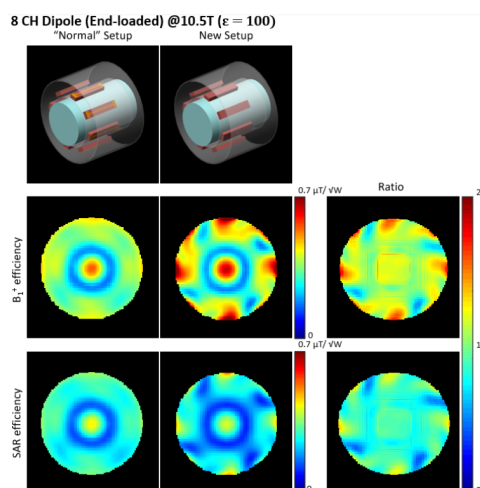 8 CH Dipole (End-loaded) @10.5T (ε = 100)
"Normal" Setup
New Setup
0.7 μT/ √W
Ratio
2
B₁⁺ efficiency
0
1
0.7 μT/ √W
SAR efficiency
0